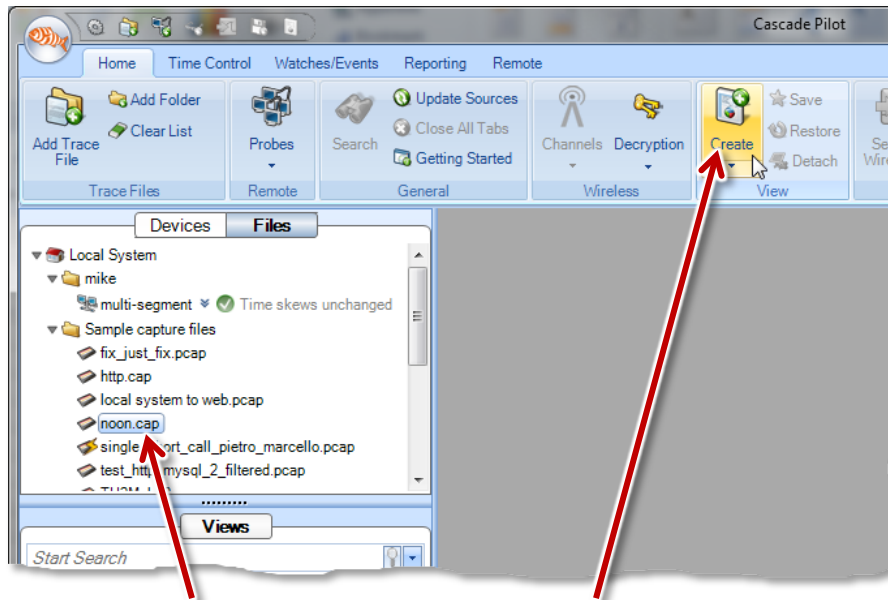 Cascade Pilot
Home Time Control Watches/Events Reporting Remote
Add Trace File
Add Folder
Clear List
Trace Files
Probes
Remote
Search
Update Sources
Close All Tabs
Getting Started
General
Channels
Decryption
Wireless
Create
Save
Restore
Detach
View
Devices Files
Local System
mike
multi-segment Time skews unchanged
Sample capture files
fix_just_fix.pcap
http.cap
local system to web.pcap
noon.cap
pietro_marcello.pcap
filtered.pcap
Views
Start Search